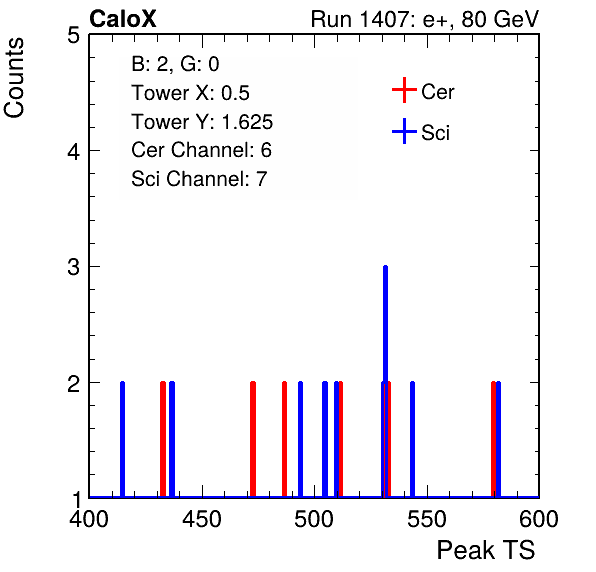 CaloX Run 1407: e+, 80 GeV
Counts
5
4
3
2
1
B: 2, G: 0
Tower X: 0.5
Tower Y: 1.625
Cer Channel: 6
Sci Channel: 7
Cer
Sci
400 450 500 550 600
Peak TS